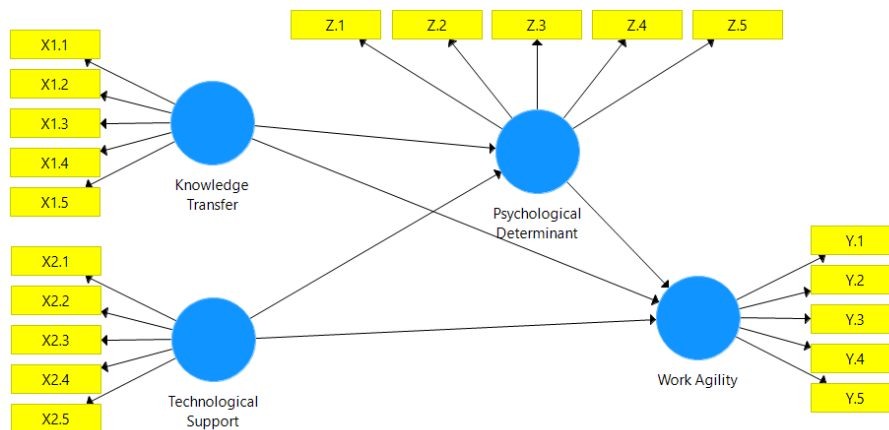 Z.1
Z.2
Z.3
Z.4
Z.5
X1.1
X1.2
X1.3
X1.4
X1.5
Knowledge
Transfer
Psychological
Determinant
X2.1
X2.2
X2.3
X2.4
X2.5
Technological
Support
Y.1
Y.2
Y.3
Y.4
Y.5
Work Agility